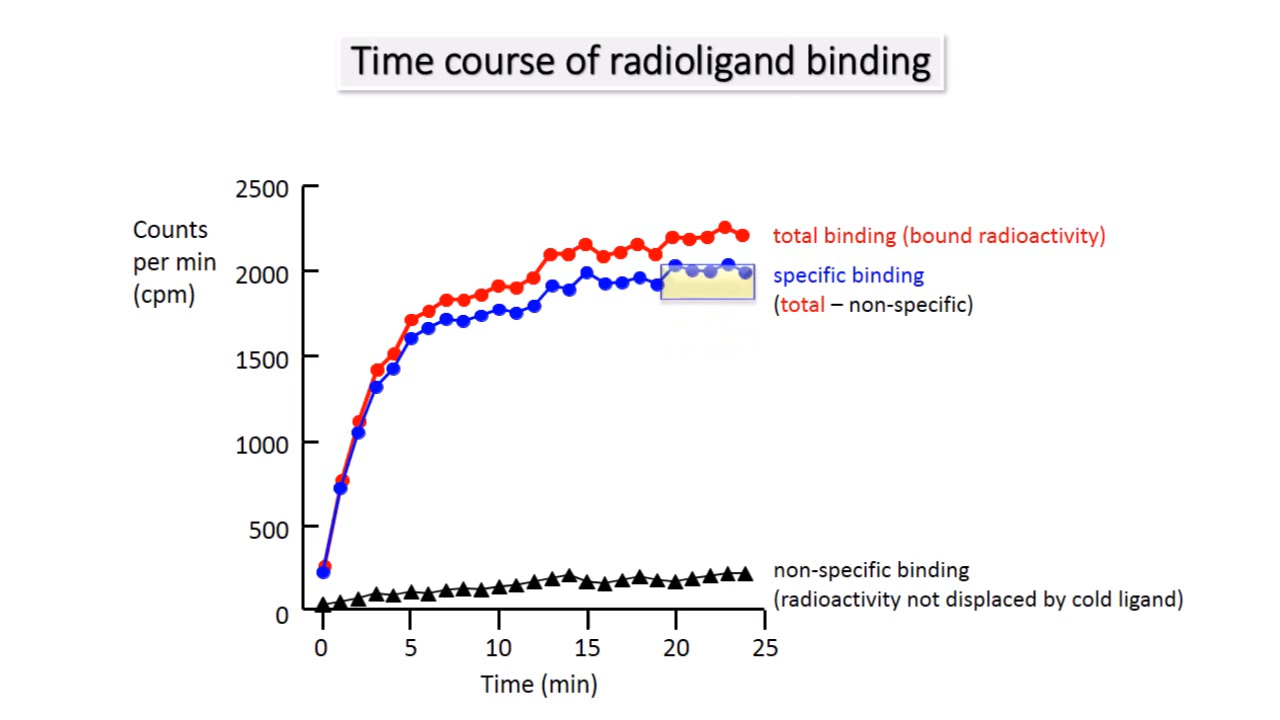 Time course of radioligand binding
Counts
per min
(cpm)
2500
2000
1500
1000
500
0
0 5 10 15 20 25
Time (min)
total binding (bound radioactivity)
specific binding
(total – non-specific)
non-specific binding
(radioactivity not displaced by cold ligand)